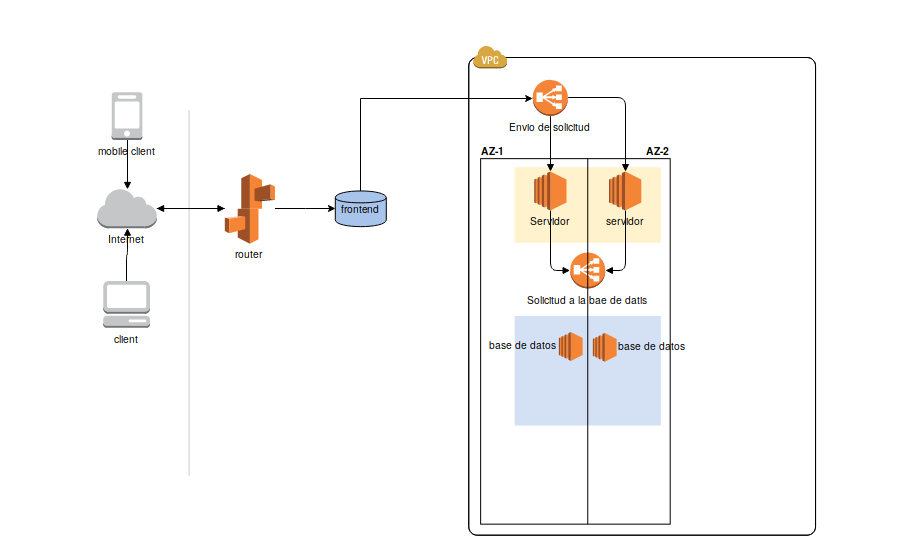 VPC
mobile client
Envio de solicitud
AZ-1
AZ-2
frontend
Servidor
servidor
Internet
router
Solicitud a la bae de datis
client
base de datos
base de datos